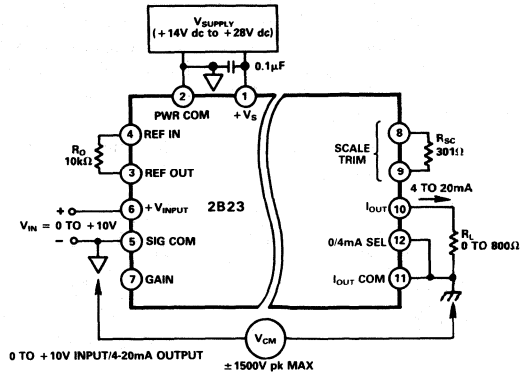 VSUPPLY
(+14V dc to +28V dc)
0.1µF
2
1
PWR COM
+VS
4 REF IN
RO
10kΩ
3 REF OUT
6 +VINPUT
2B23
+
VIN = 0 TO +10V
–
5 SIG COM
7 GAIN
8
SCALE
TRIM
RSC
301Ω
9
4 TO 20mA
IOUT 10
0/4mA SEL 12
RL
0 TO 800Ω
IOUT COM 11
VCM
0 TO +10V INPUT/4-20mA OUTPUT
±1500V pk MAX